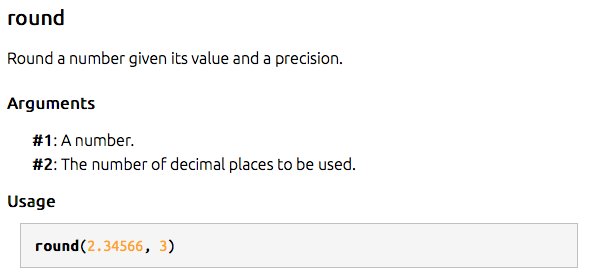 round
Round a number given its value and a precision.
Arguments
#1: A number.
#2: The number of decimal places to be used.
Usage
round(2.34566, 3)